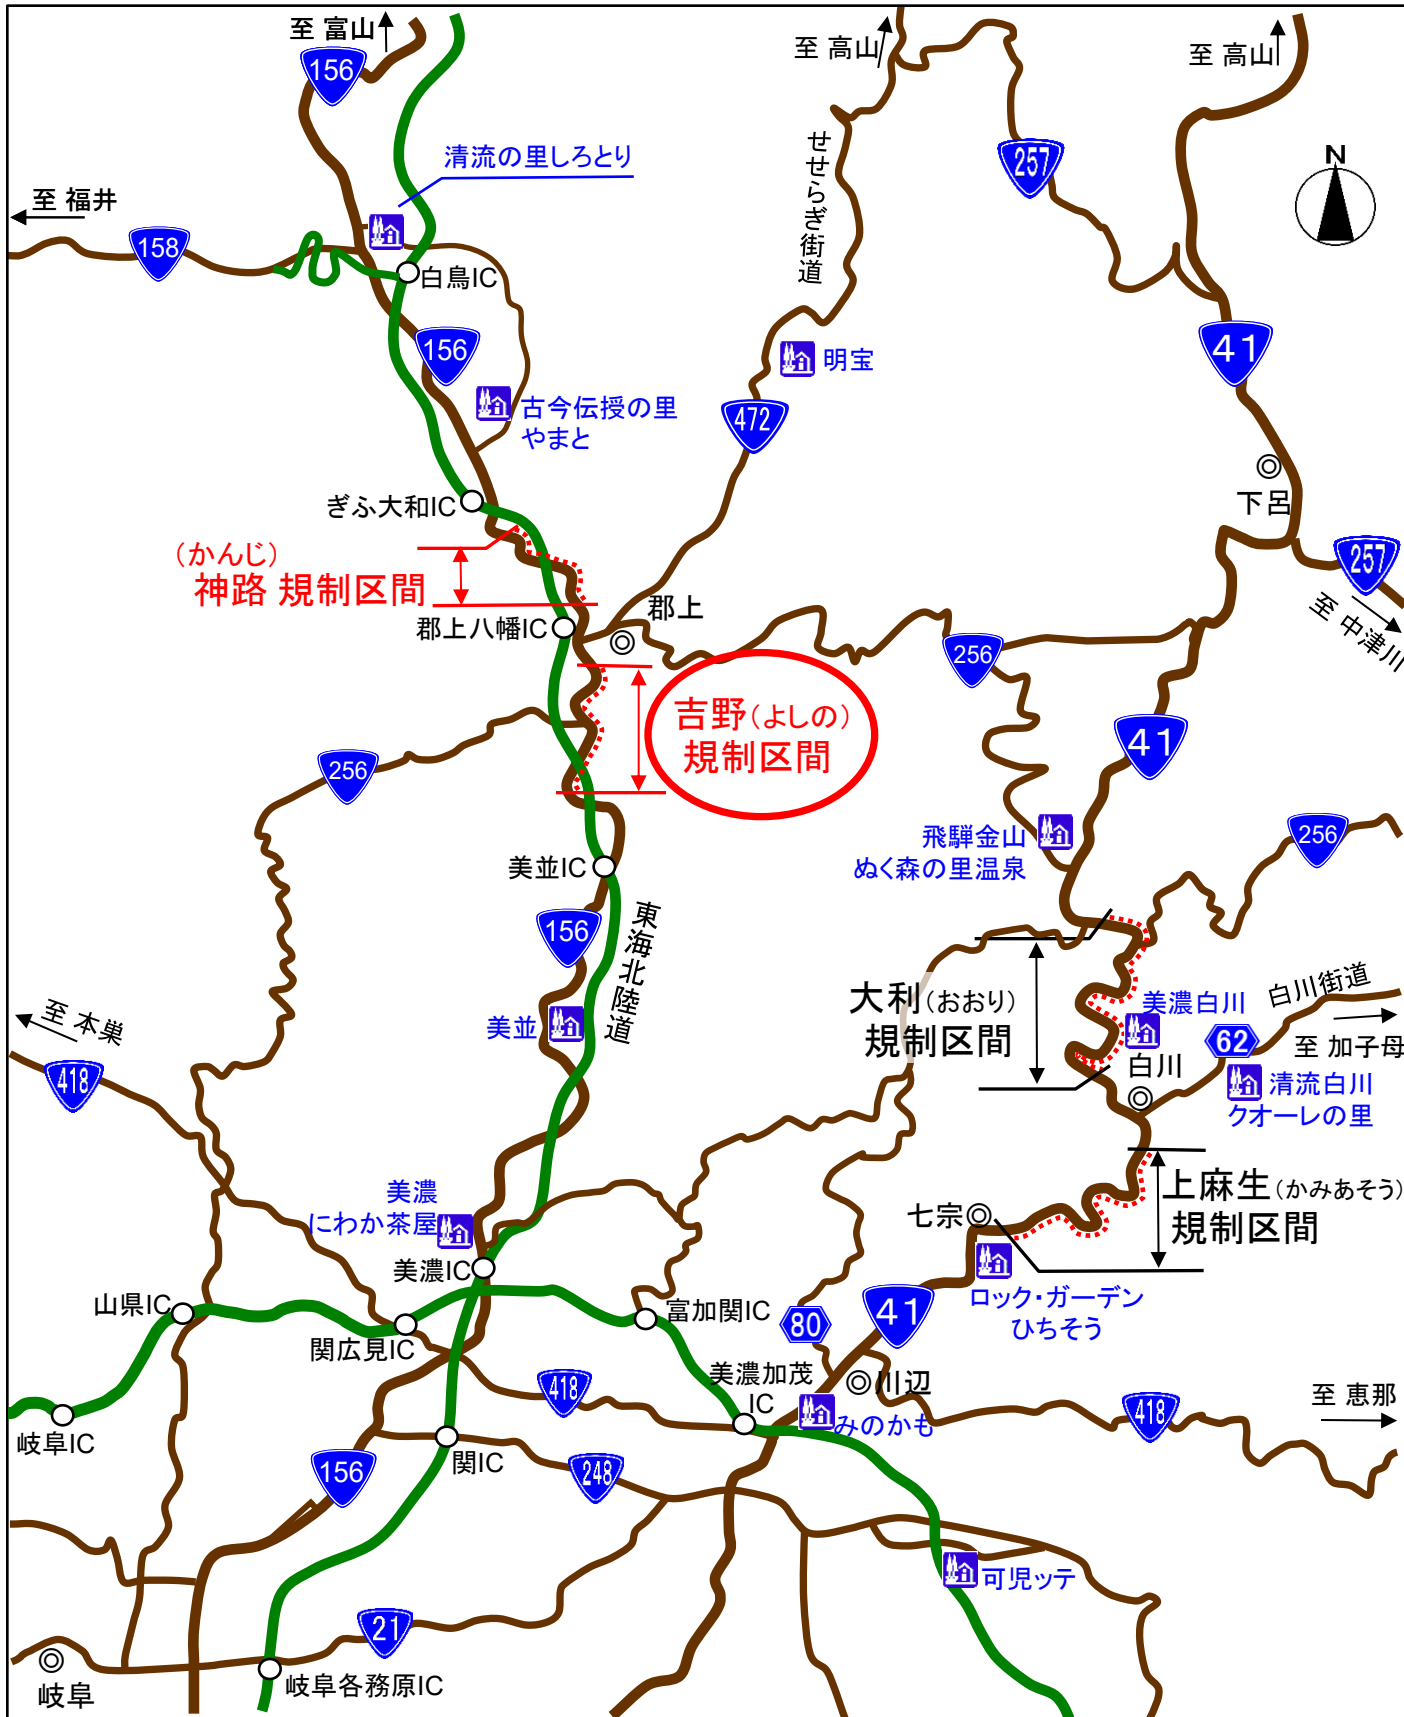 至 富山
至 高山
至 高山
156
せせらぎ街道
257
清流の里しろとり
N
至 福井
158
白鳥IC
156
41
明宝
古今伝授の里
やまと
472
下呂
ぎふ大和IC
(かんじ)
神路 規制区間
257
至 中津川
郡上八幡IC
郡上
256
吉野(よしの)
規制区間
41
256
256
飛騨金山
ぬく森の里温泉
美並IC
156
東海北陸道
大利(おおり)
規制区間
美濃白川
白川街道
至 本巣
美並
62
至 加子母
418
白川
清流白川
クオーレの里
上麻生(かみあそう)
規制区間
美濃
にわか茶屋
七宗
美濃IC
ロック・ガーデン
ひちそう
山県IC
関広見IC
富加関IC
80
41
美濃加茂
IC
川辺
418
みのかも
418
至 恵那
岐阜IC
関IC
156
248
可児ッテ
21
岐阜
岐阜各務原IC